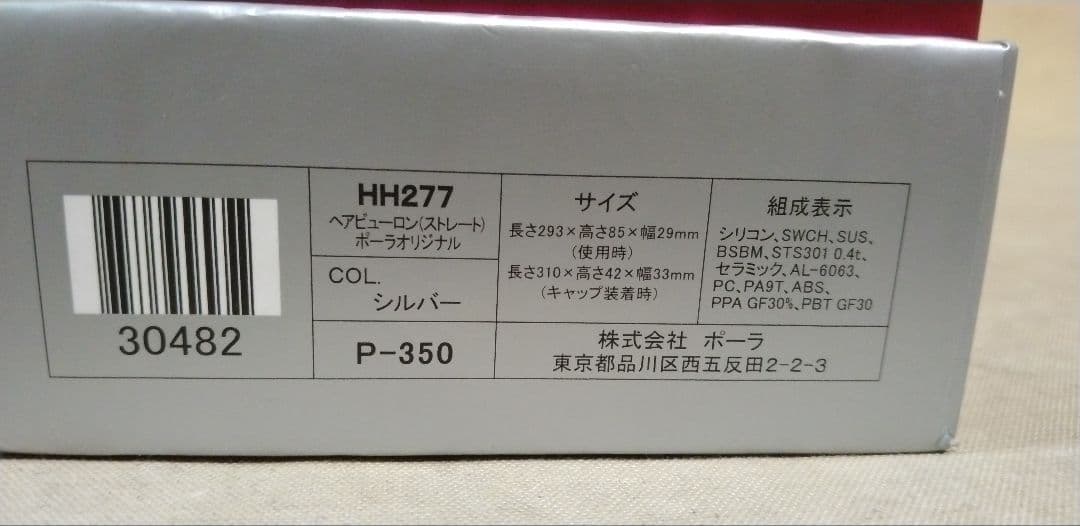 30482
HH277
ヘアビューロン(ストレート)
ポーラオリジナル
COL.
シルバー
P-350
サイズ
長さ293×高さ85×幅29mm
(使用時)
長さ310×高さ42×幅33mm
(キャップ装着時)
組成表示
シリコン、SWCH、SUS、
BSBM、STS301 0.4t、
セラミック、AL-6063、
PC、PA9T、ABS、
PPA GF30%、PBT GF30
株式会社 ポーラ
東京都品川区西五反田2-2-3